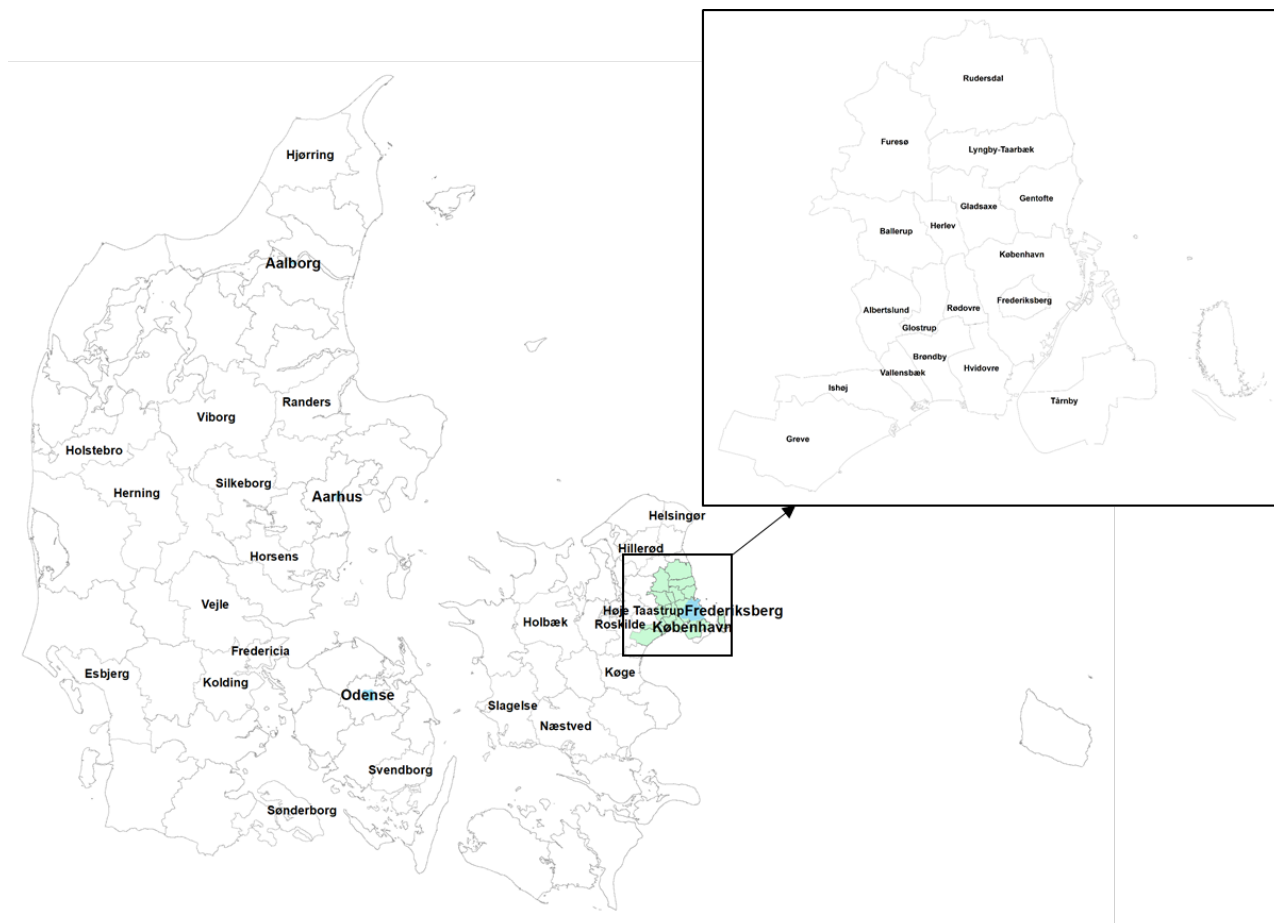 Hjørring
Aalborg
Randers
Viborg
Holstebro
Silkeborg
Herning
Aarhus
Horsens
Vejle
Fredericia
Esbjerg
Kolding
Odense
Svendborg
Sønderborg
Helsingør
Hillerød
Høje Taastrup
Frederiksberg
Holbæk
Roskilde
København
Køge
Slagelse
Næstved
Rudersdal
Furesø
Lyngby-Taarbæk
Gentofte
Gladsaxe
Herlev
Ballerup
København
Frederiksberg
Albertslund
Rødovre
Glostrup
Brøndby
Hvidovre
Vallensbæk
Ishøj
Tårnby
Greve